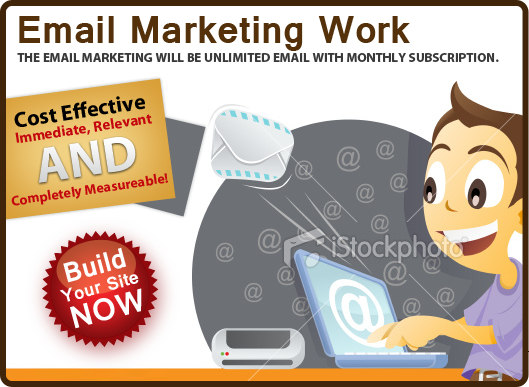 Email Marketing Work
THE EMAIL MARKETING WILL BE UNLIMITED EMAIL WITH MONTHLY SUBSCRIPTION.
Cost Effective
Immediate, Relevant
AND
Completely Measureable!
Build
Your Site
NOW
@ @ @ @ @ @ @ @ @ @ @ @ @
iStockphoto
@